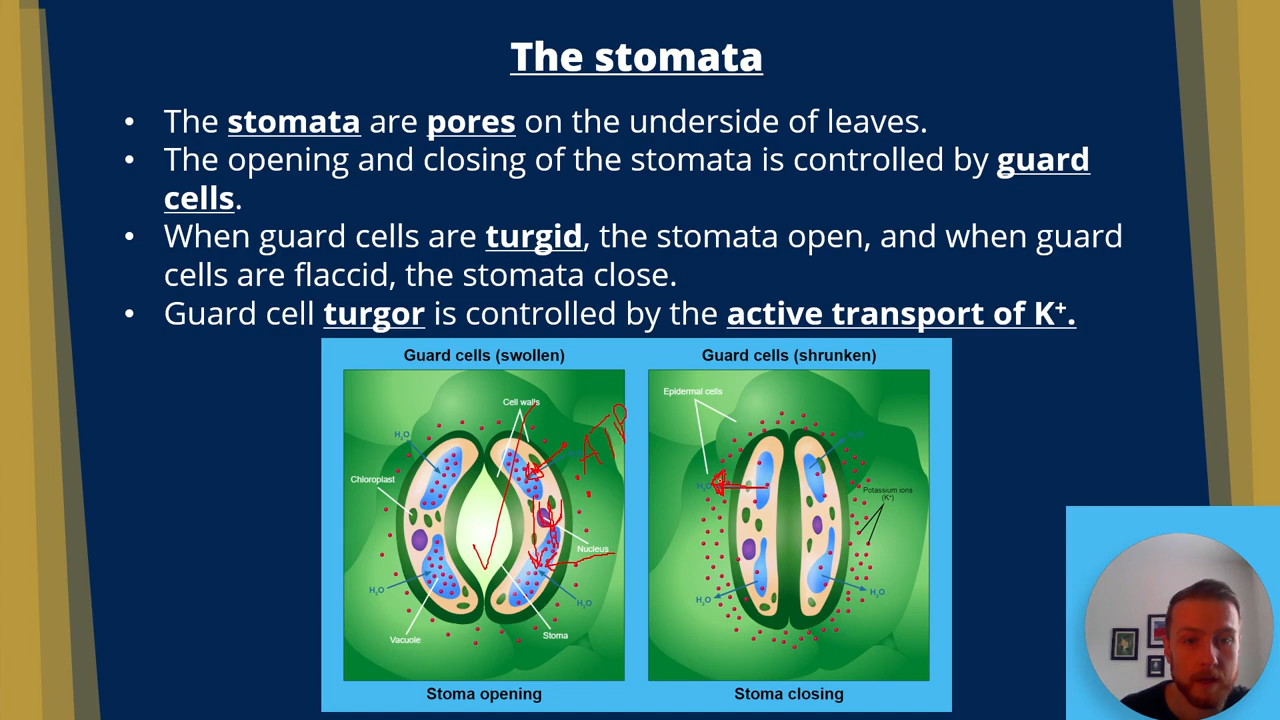 The stomata
• The stomata are pores on the underside of leaves.
• The opening and closing of the stomata is controlled by guard
cells.
• When guard cells are turgid, the stomata open, and when guard
cells are flaccid, the stomata close.
• Guard cell turgor is controlled by the active transport of K⁺.
Guard cells (swollen)
Cell walls
H₂O
ATP
Chloroplast
Nucleus
H₂O
H₂O
Vacuole
Stoma
Stoma opening
Guard cells (shrunken)
Epidermal cells
H₂O
H₂O
Potassium ions
(K⁺)
H₂O
H₂O
Stoma closing